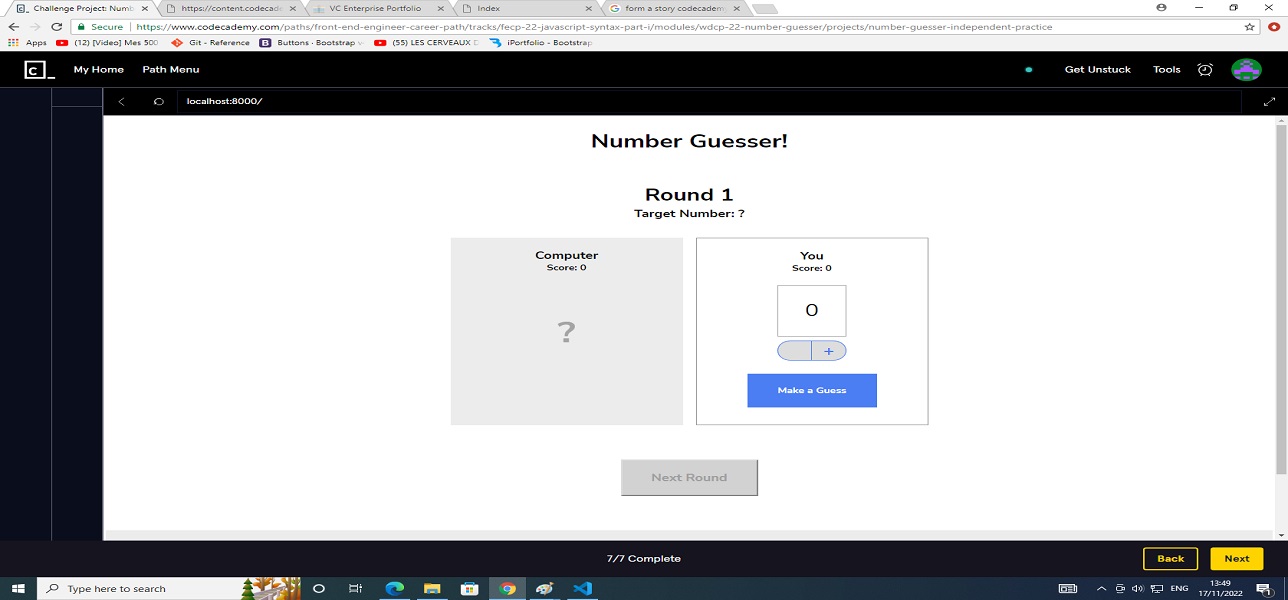 Challenge Project: Numb
https://content.codecade
VC Enterprise Portfolio
Index
form a story codecadem
Secure
https://www.codecademy.com/paths/front-end-engineer-career-path/tracks/fecp-22-javascript-syntax-part-i/modules/wdcp-22-number-guesser/projects/number-guesser-independent-practice
Apps
(12) [Video] Mes 500
Git - Reference
Buttons · Bootstrap v
(55) LES CERVEAUX D
iPortfolio - Bootstrap
C_
My Home
Path Menu
Get Unstuck
Tools
localhost:8000/
Number Guesser!
Round 1
Target Number: ?
Computer
Score: 0
?
You
Score: 0
0
+
Make a Guess
Next Round
7/7 Complete
Back
Next
Type here to search
ENG
13:49
17/11/2022
1